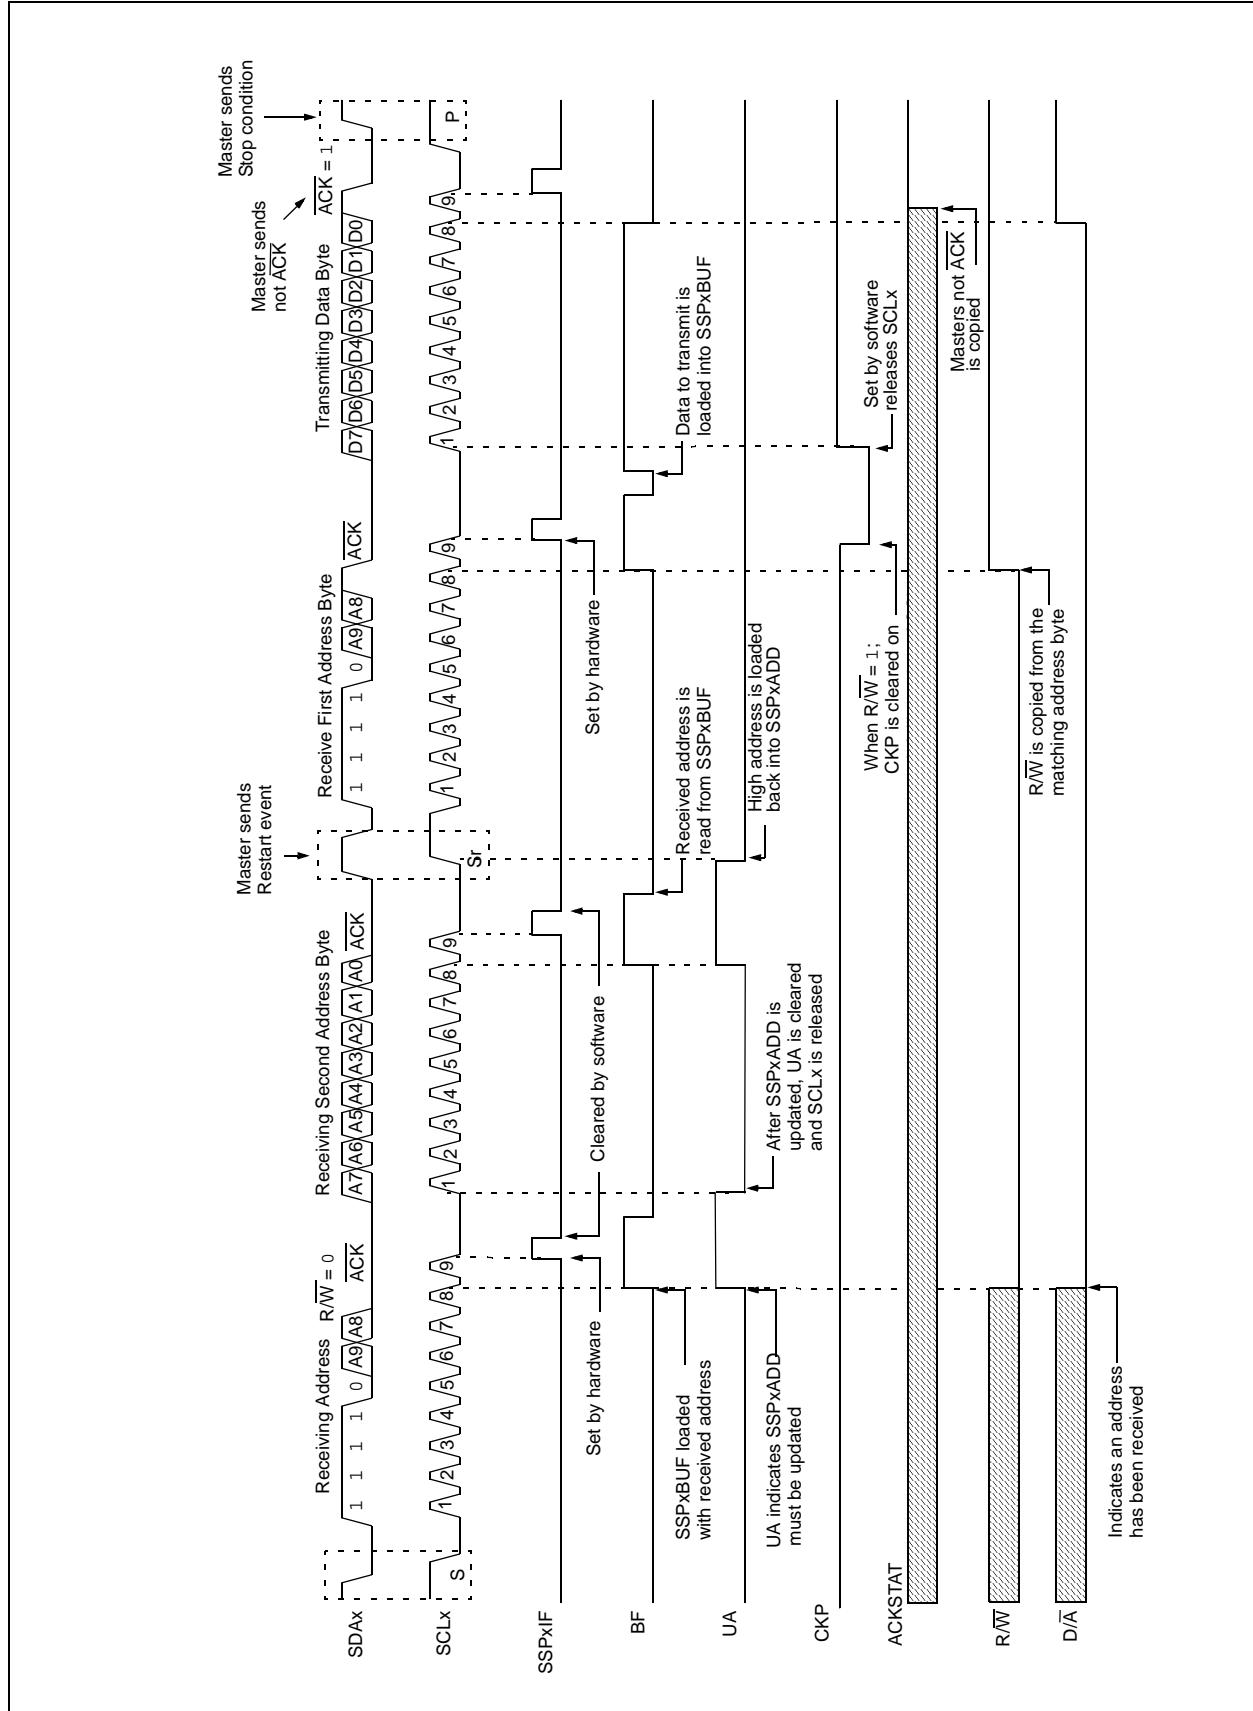 Master sends
Stop condition
Master sends
not ACK
ACK = 1
Master sends
Restart event
Receiving Address
R/W = 0
ACK
Receiving Second Address Byte
ACK
Receive First Address Byte
ACK
Transmitting Data Byte
SDAx
1 1 1 1 0 A9 A8
A7 A6 A5 A4 A3 A2 A1 A0
1 1 1 1 0 A9 A8
D7 D6 D5 D4 D3 D2 D1 D0
SCLx
S
1 2 3 4 5 6 7 8 9
1 2 3 4 5 6 7 8 9
Sr
1 2 3 4 5 6 7 8 9
1 2 3 4 5 6 7 8 9
P
SSPxIF
Set by hardware
Cleared by software
Set by hardware
BF
SSPxBUF loaded
with received address
Received address is
read from SSPxBUF
Data to transmit is
loaded into SSPxBUF
UA
UA indicates SSPxADD
must be updated
After SSPxADD is
updated, UA is cleared
and SCLx is released
High address is loaded
back into SSPxADD
CKP
When R/W = 1;
CKP is cleared on
Set by software
releases SCLx
ACKSTAT
Masters not ACK
is copied
R/W
R/W is copied from the
matching address byte
D/A
Indicates an address
has been received